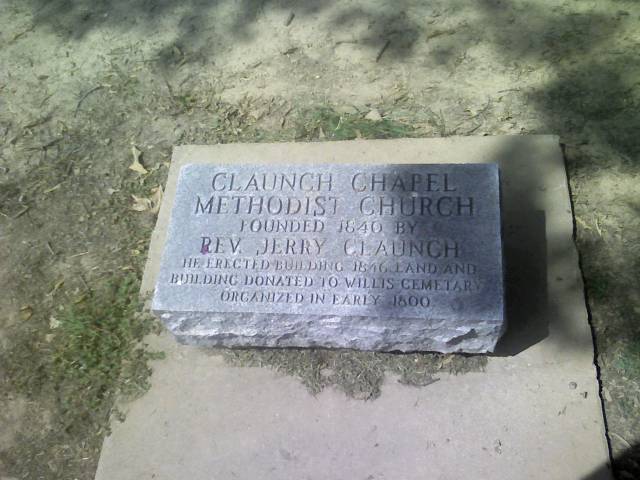 CLAUNCH CHAPEL
METHODIST CHURCH
FOUNDED 1840 BY
REV. JERRY CLAUNCH
HE ERECTED BUILDING 1846. LAND AND
BUILDING DONATED TO WILLIS CEMETARY
ORGANIZED IN EARLY 1800